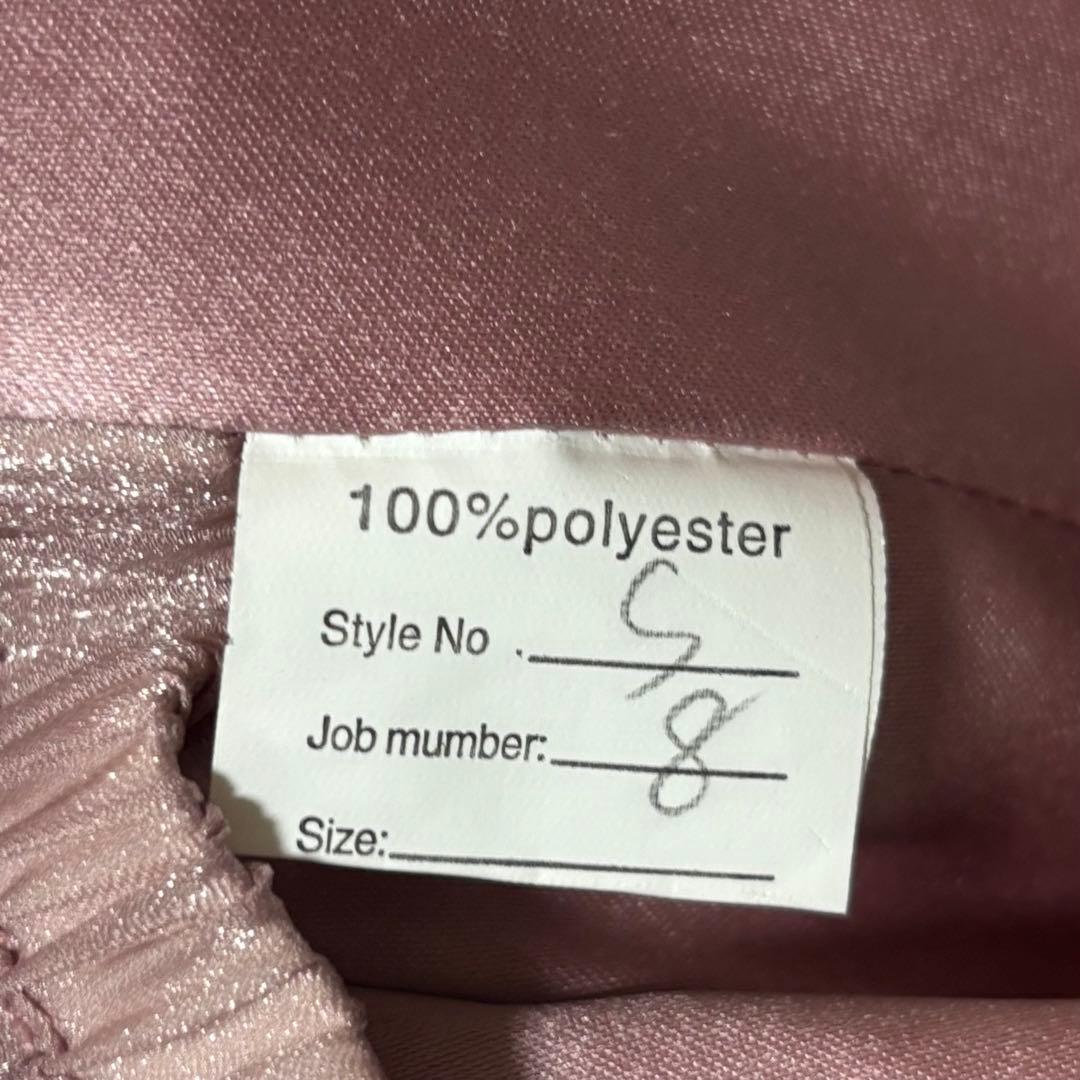 100%polyester
S
Style No .
8
Job mumber:
Size: